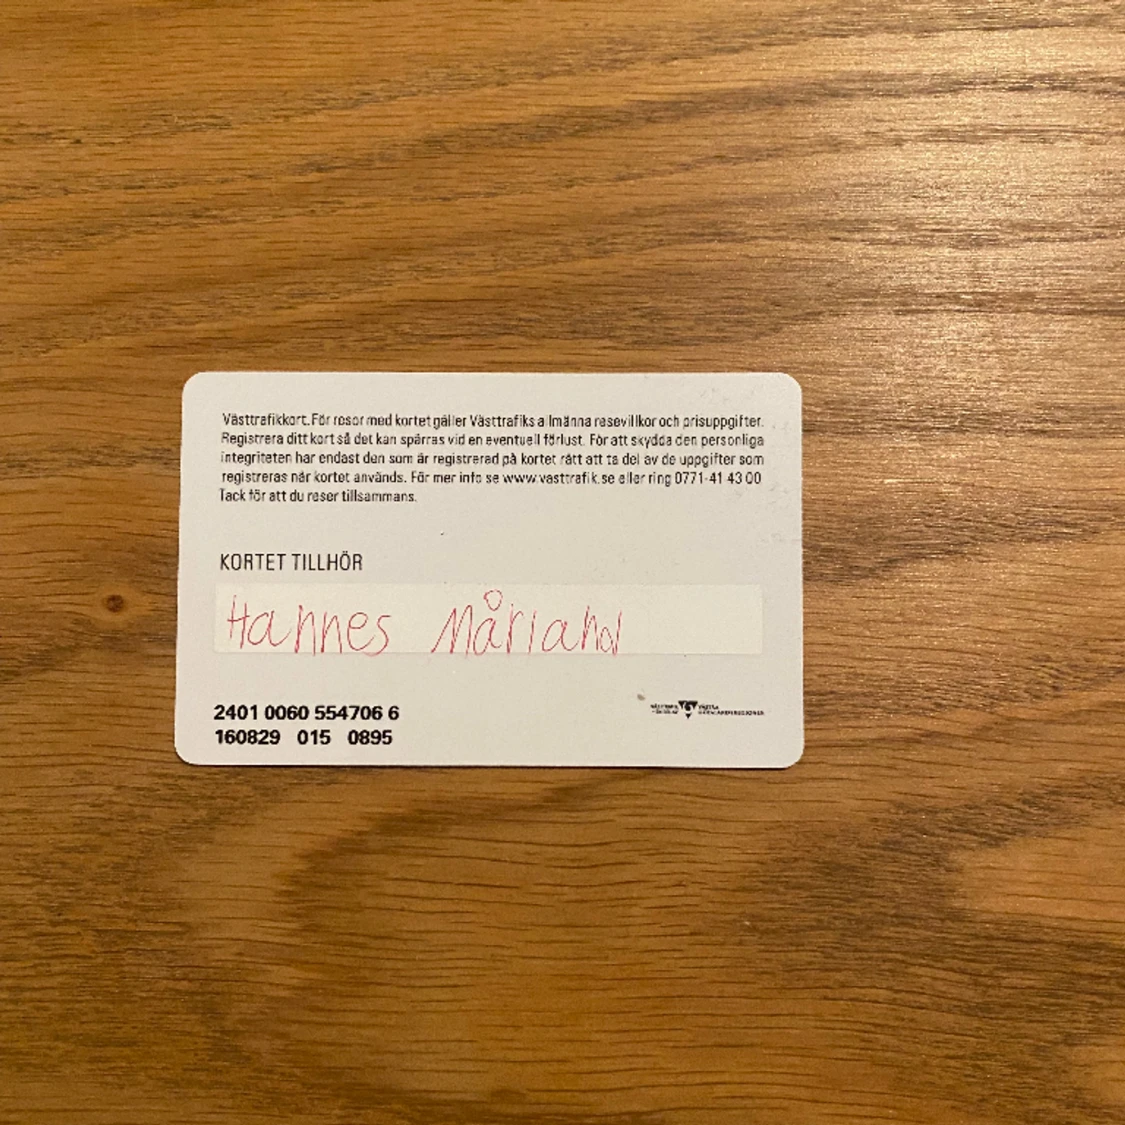 Västtrafikkort. För resor med kortet gäller Västtrafiks allmänna resevillkor och prisuppgifter.
Registrera ditt kort så det kan spärras vid en eventuell förlust. För att skydda den personliga
integriteten har endast den som är registrerad på kortet rätt att ta del av de uppgifter som
registreras när kortet används. För mer info se www.vasttrafik.se eller ring 0771-41 43 00
Tack för att du reser tillsammans.
KORTET TILLHÖR
Hannes Mårland
2401 0060 554706 6
160829 015 0895